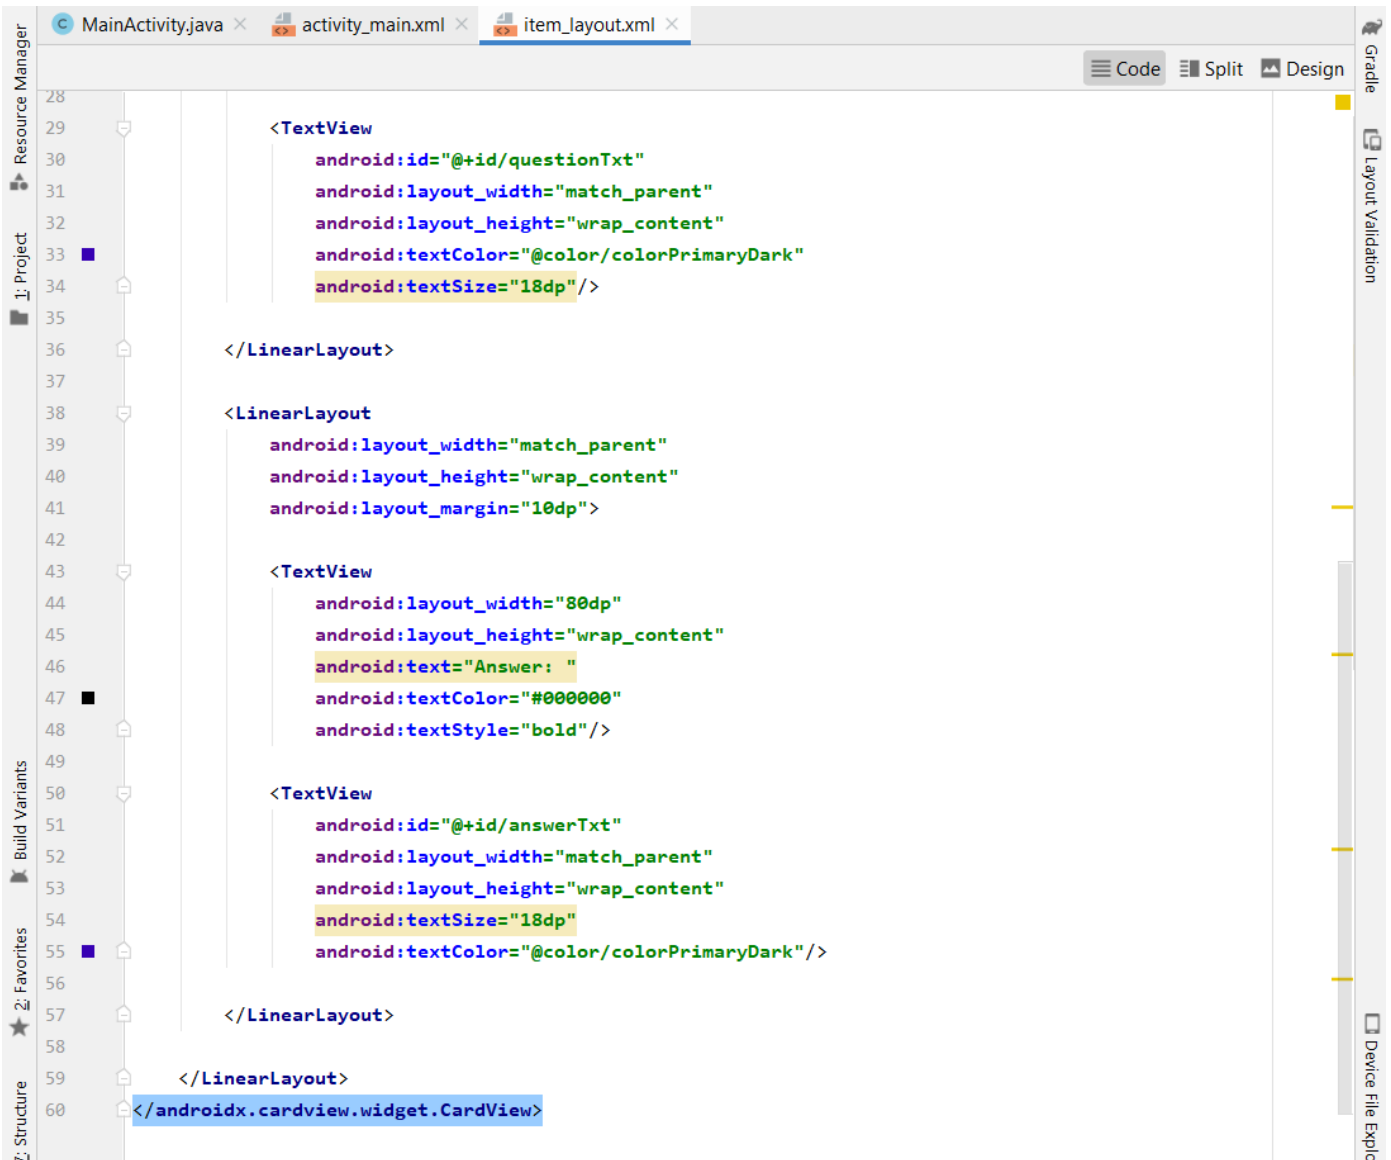 MainActivity.java
activity_main.xml
item_layout.xml
Code
Split
Design
Resource Manager
1: Project
Build Variants
2: Favorites
7: Structure
28
29 <TextView
30 android:id="@+id/questionTxt"
31 android:layout_width="match_parent"
32 android:layout_height="wrap_content"
33 android:textColor="@color/colorPrimaryDark"
34 android:textSize="18dp"/>
35
36 </LinearLayout>
37
38 <LinearLayout
39 android:layout_width="match_parent"
40 android:layout_height="wrap_content"
41 android:layout_margin="10dp">
42
43 <TextView
44 android:layout_width="80dp"
45 android:layout_height="wrap_content"
46 android:text="Answer: "
47 android:textColor="#000000"
48 android:textStyle="bold"/>
49
50 <TextView
51 android:id="@+id/answerTxt"
52 android:layout_width="match_parent"
53 android:layout_height="wrap_content"
54 android:textSize="18dp"
55 android:textColor="@color/colorPrimaryDark"/>
56
57 </LinearLayout>
58
59 </LinearLayout>
60 </androidx.cardview.widget.CardView>
Gradle
Layout Validation
Device File Explo